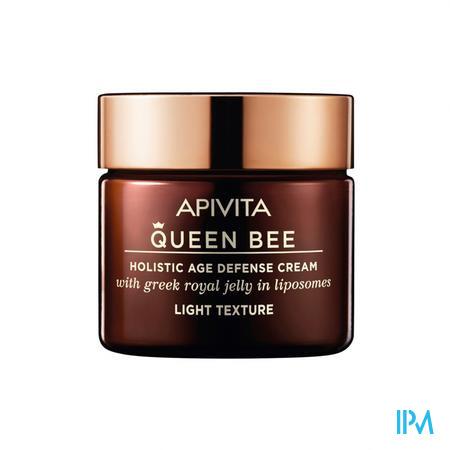 APIVITA
QUEEN BEE
HOLISTIC AGE DEFENSE CREAM
with greek royal jelly in liposomes
LIGHT TEXTURE
IPM